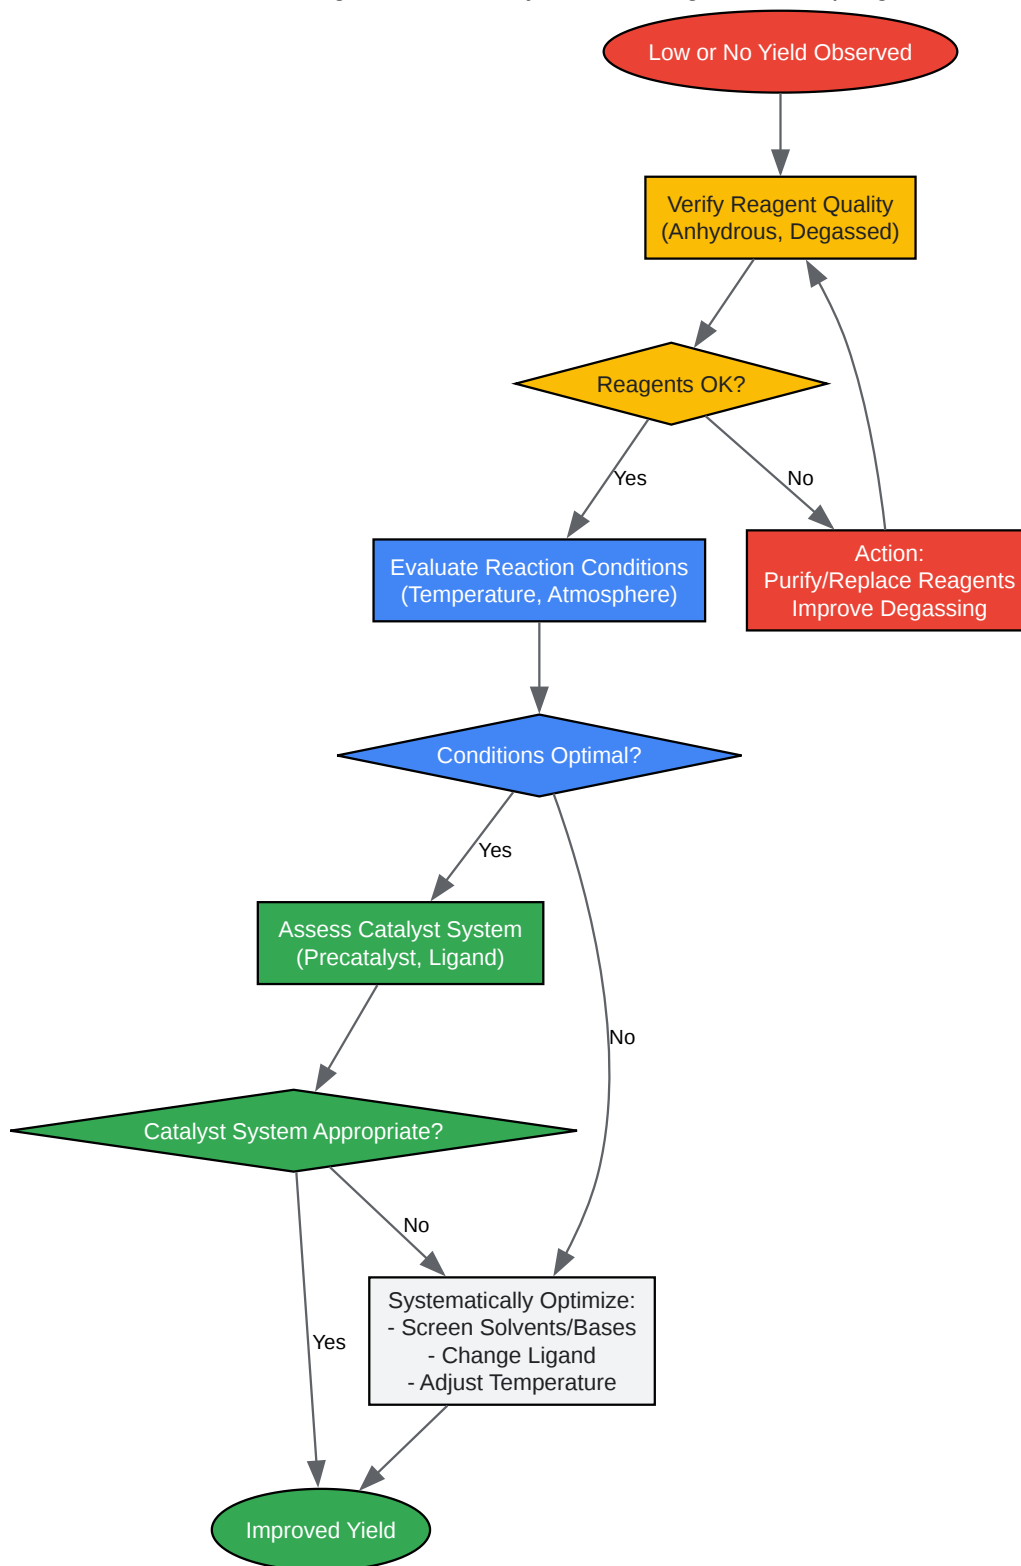 Low or No Yield Observed
Verify Reagent Quality
(Anhydrous, Degassed)
Reagents OK?
Yes
No
Evaluate Reaction Conditions
(Temperature, Atmosphere)
Action:
Purify/Replace Reagents
Improve Degassing
Conditions Optimal?
Yes
Assess Catalyst System
(Precatalyst, Ligand)
No
Catalyst System Appropriate?
No
Systematically Optimize:
- Screen Solvents/Bases
- Change Ligand
- Adjust Temperature
Yes
Improved Yield